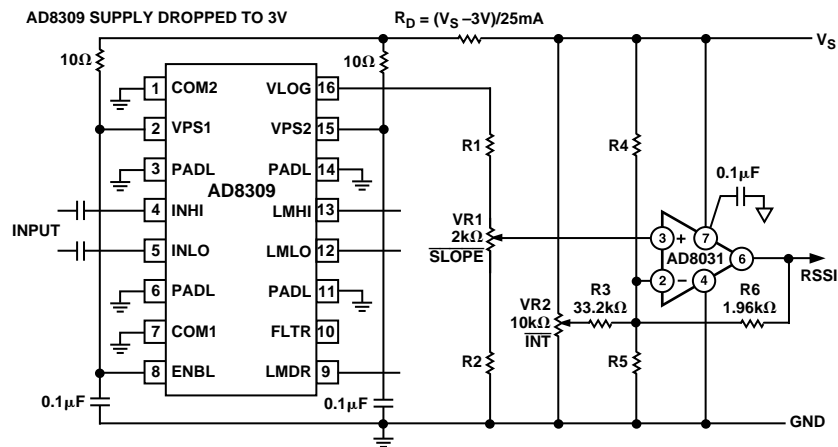 AD8309 SUPPLY DROPPED TO 3V
R_D = (V_S –3V)/25mA
V_S
10Ω
10Ω
1 COM2
VLOG 16
2 VPS1
VPS2 15
3 PADL
PADL 14
AD8309
4 INHI
LMHI 13
INPUT
5 INLO
LMLO 12
6 PADL
PADL 11
7 COM1
FLTR 10
8 ENBL
LMDR 9
0.1µF
0.1µF
R1
VR1
2kΩ
SLOPE
R2
R4
VR2
10kΩ
INT
R3
33.2kΩ
R5
0.1µF
3 +
7
AD8031
6
2 –
4
RSSI
R6
1.96kΩ
GND